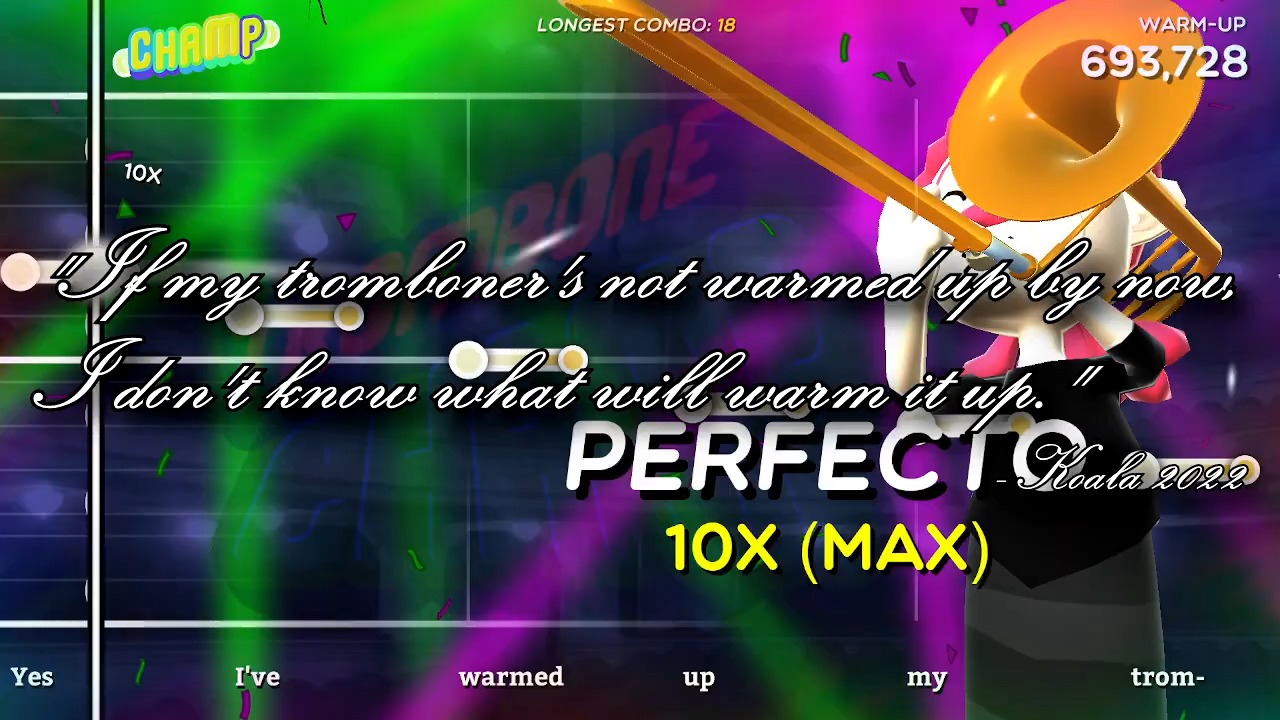 CHAMP
LONGEST COMBO: 18
WARM-UP
693,728
10X
TROMBONE
"If my tromboner's not warmed up by now,
I don't know what will warm it up."
PERFECTO
- Koala 2022
10X (MAX)
Yes I've warmed up my trom-